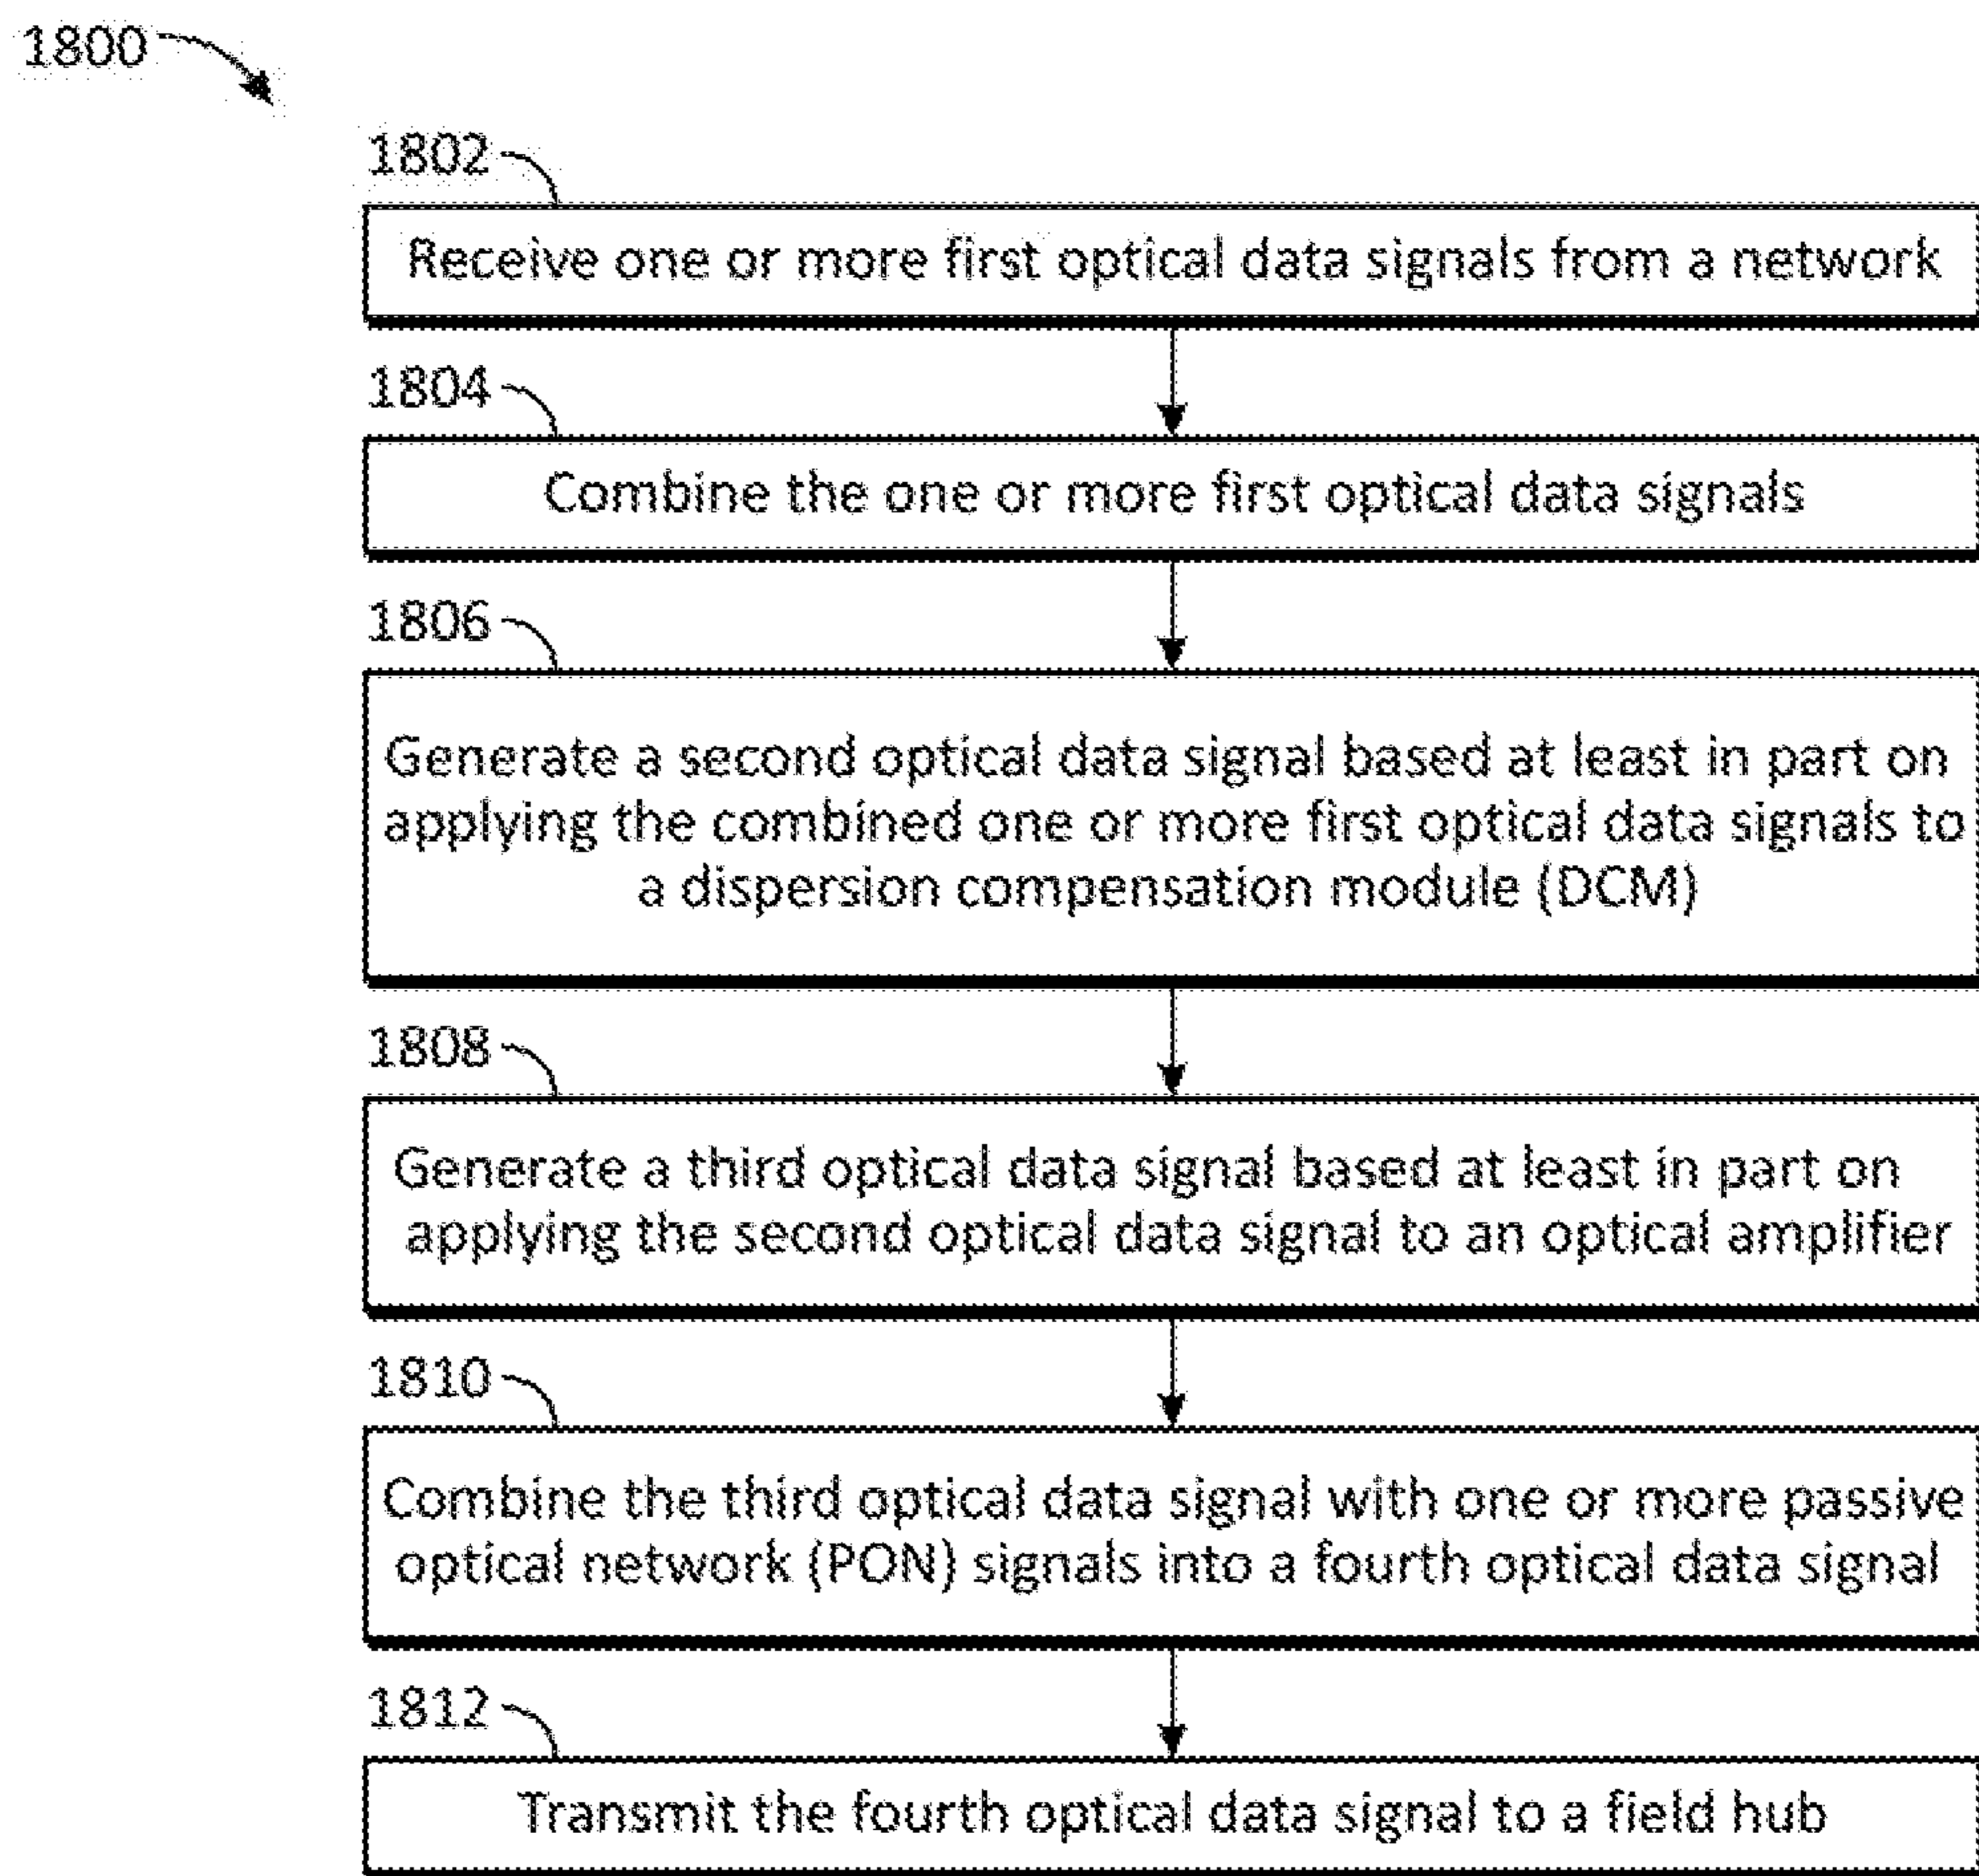 1800
1802
Receive one or more first optical data signals from a network
1804
Combine the one or more first optical data signals
1806
Generate a second optical data signal based at least in part on
applying the combined one or more first optical data signals to
a dispersion compensation module (DCM)
1808
Generate a third optical data signal based at least in part on
applying the second optical data signal to an optical amplifier
1810
Combine the third optical data signal with one or more passive
optical network (PON) signals into a fourth optical data signal
1812
Transmit the fourth optical data signal to a field hub